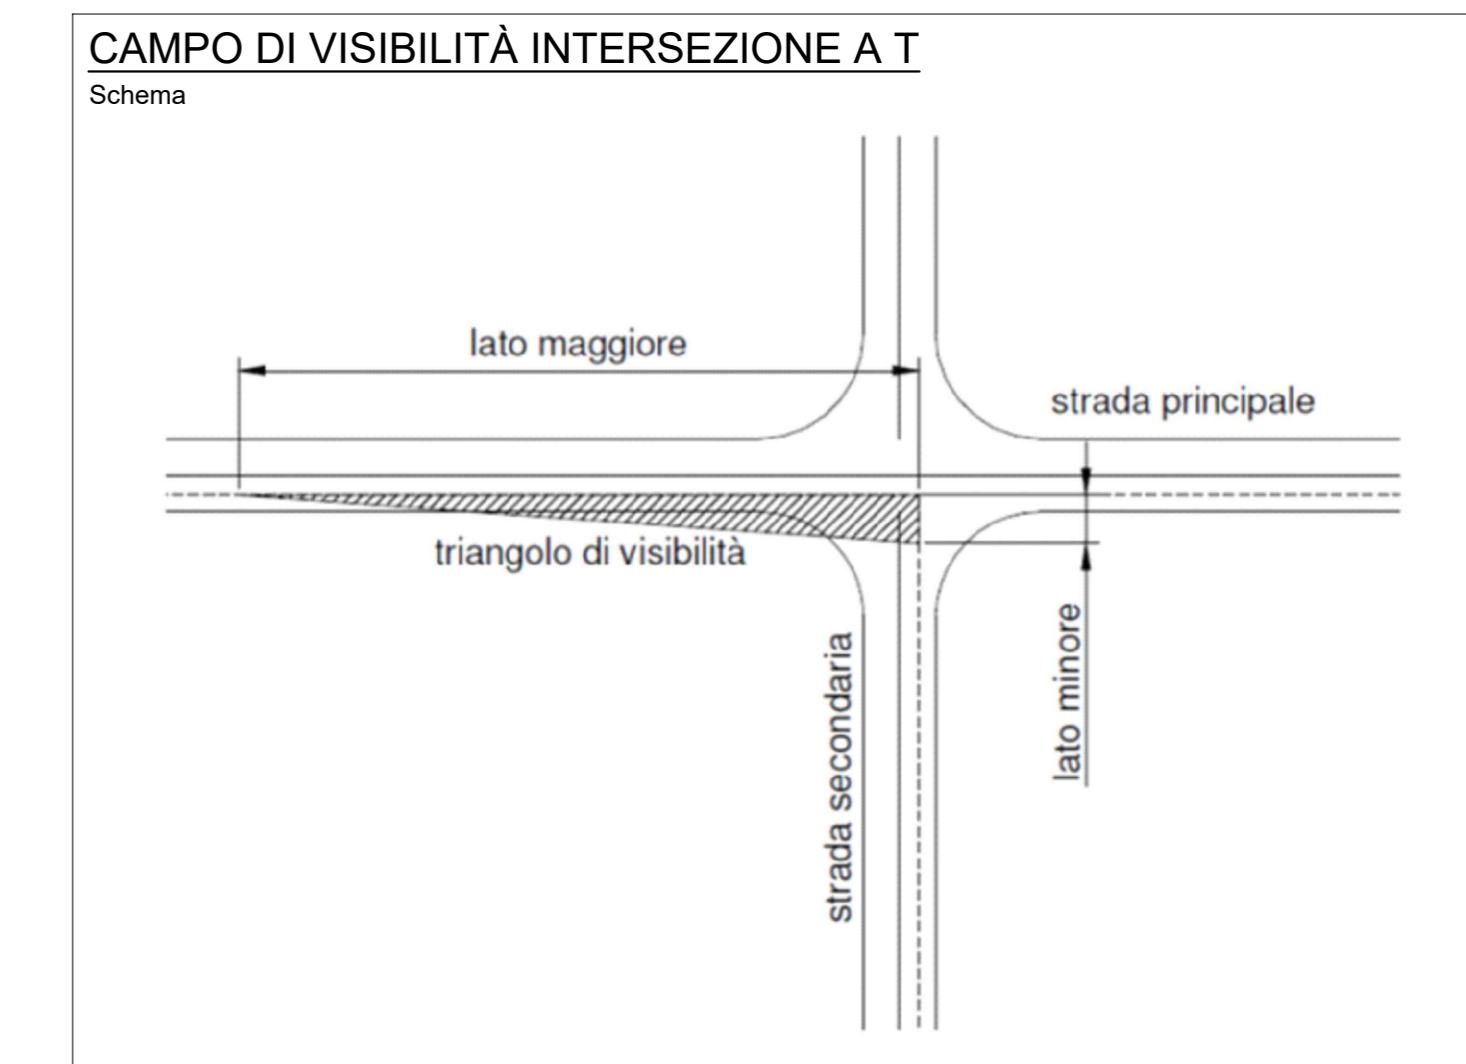 CAMPO DI VISIBILITÀ INTERSEZIONE A T
Schema
lato maggiore
strada principale
triangolo di visibilità
strada secondaria
lato minore